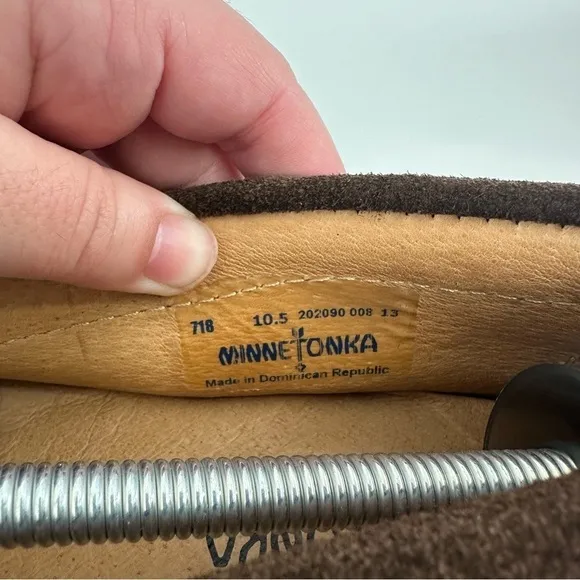 718 10.5 202090 008 13
MINNETONKA
Made in Dominican Republic